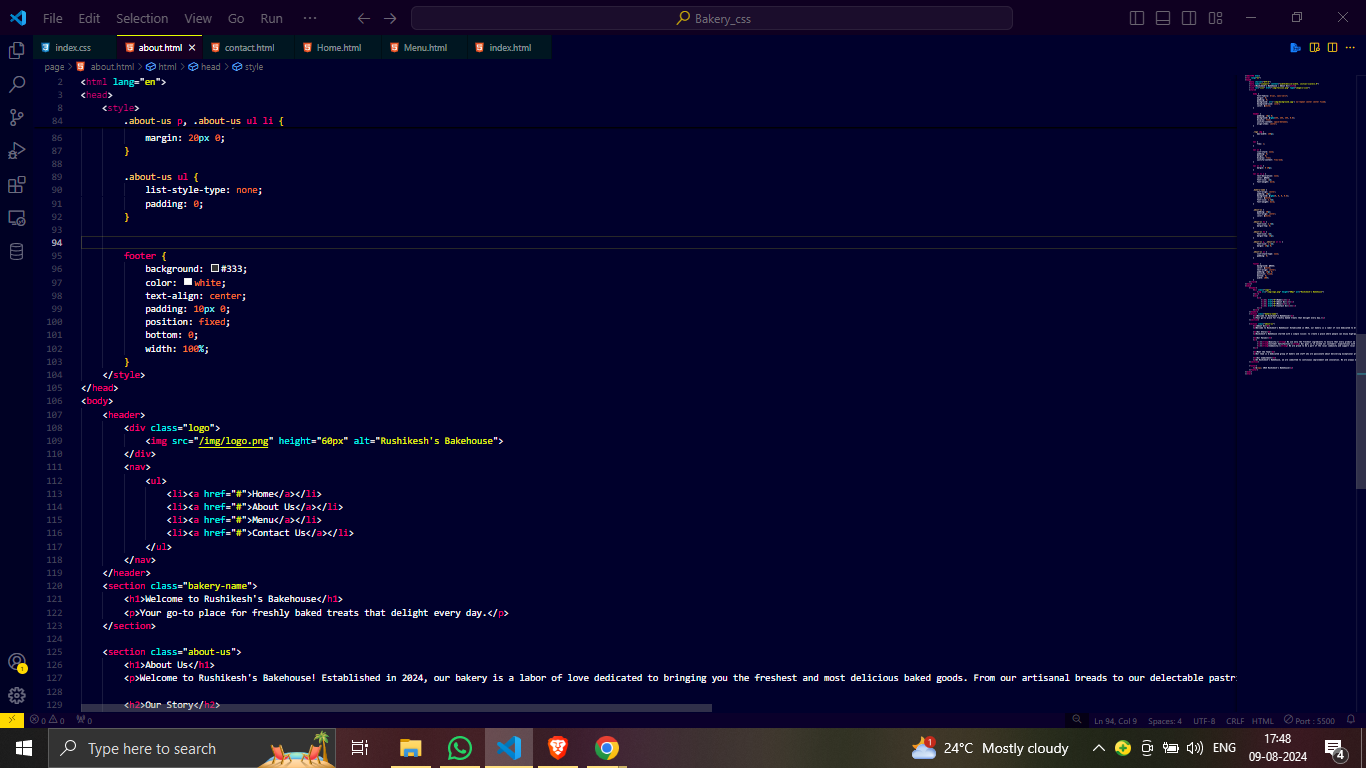 File Edit Selection View Go Run ··· Bakery_css
index.css about.html contact.html Home.html Menu.html index.html
page > about.html > html > head > style
2 <html lang="en">
3 <head>
8 <style>
84 .about-us p, .about-us ul li {
86 margin: 20px 0;
87 }
88
89 .about-us ul {
90 list-style-type: none;
91 padding: 0;
92 }
93
94
95 footer {
96 background: #333;
97 color: white;
98 text-align: center;
99 padding: 10px 0;
100 position: fixed;
101 bottom: 0;
102 width: 100%;
103 }
104 </style>
105 </head>
106 <body>
107 <header>
108 <div class="logo">
109 <img src="/img/logo.png" height="60px" alt="Rushikesh's Bakehouse">
110 </div>
111 <nav>
112 <ul>
113 <li><a href="#">Home</a></li>
114 <li><a href="#">About Us</a></li>
115 <li><a href="#">Menu</a></li>
116 <li><a href="#">Contact Us</a></li>
117 </ul>
118 </nav>
119 </header>
120 <section class="bakery-name">
121 <h1>Welcome to Rushikesh's Bakehouse</h1>
122 <p>Your go-to place for freshly baked treats that delight every day.</p>
123 </section>
124
125 <section class="about-us">
126 <h1>About Us</h1>
127 <p>Welcome to Rushikesh's Bakehouse! Established in 2024, our bakery is a labor of love dedicated to bringing you the freshest and most delicious baked goods. From our artisanal breads to our delectable pastri
128
129 <h2>Our Story</h2>
0 0 0 Ln 94, Col 9 Spaces: 4 UTF-8 CRLF HTML Port : 5500
1
Type here to search
1 24°C Mostly cloudy ENG 17:48
09-08-2024 4